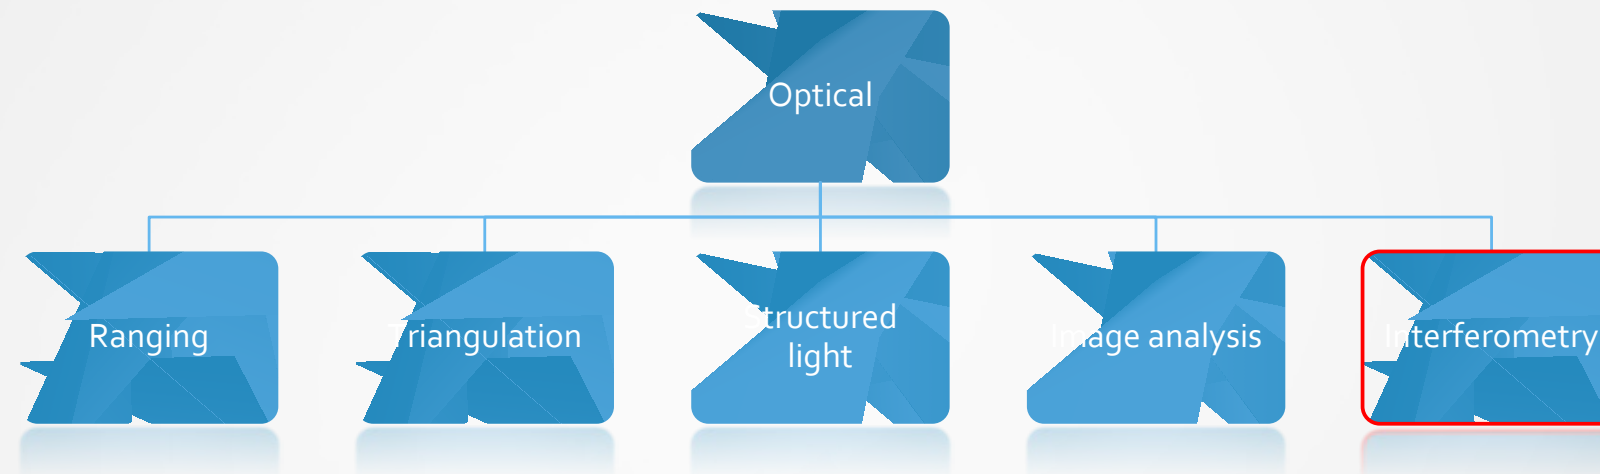 Optical
Ranging
Triangulation
Structured
light
Image analysis
Interferometry